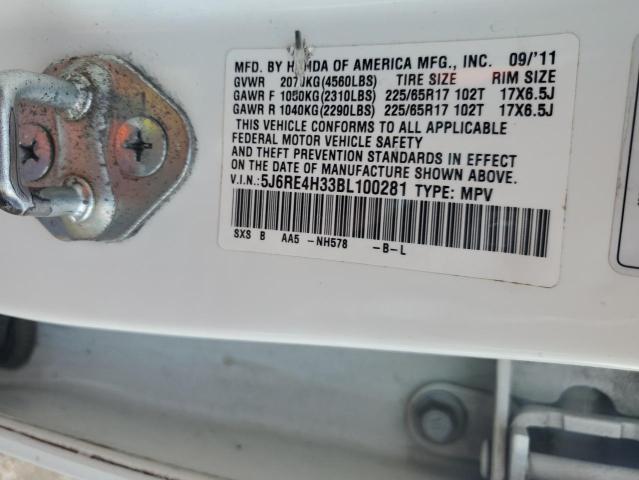 MFD. BY HONDA OF AMERICA MFG., INC. 09/'11
GVWR 2070KG(4560LBS) TIRE SIZE RIM SIZE
GAWR F 1050KG(2310LBS) 225/65R17 102T 17X6.5J
GAWR R 1040KG(2290LBS) 225/65R17 102T 17X6.5J
THIS VEHICLE CONFORMS TO ALL APPLICABLE
FEDERAL MOTOR VEHICLE SAFETY
AND THEFT PREVENTION STANDARDS IN EFFECT
ON THE DATE OF MANUFACTURE SHOWN ABOVE.
V.I.N.:5J6RE4H33BL100281 TYPE: MPV
SXS B AA5 -NH578 -B-L